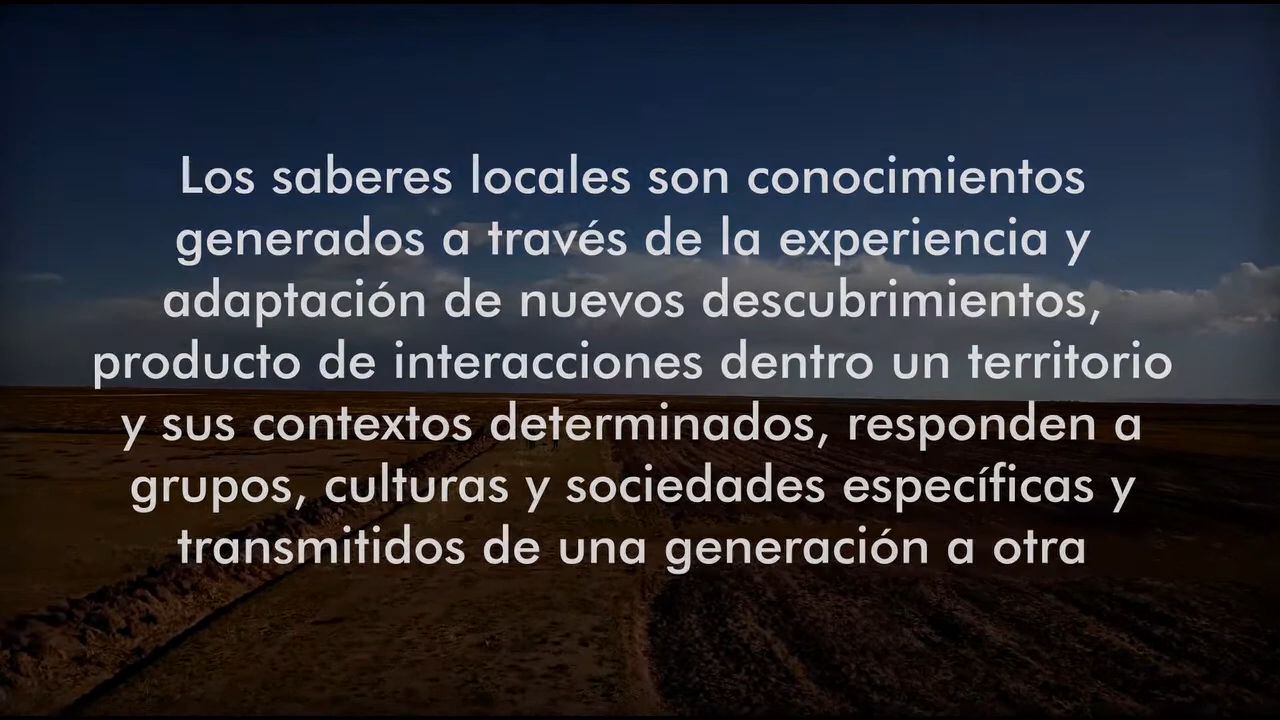 Los saberes locales son conocimientos
generados a través de la experiencia y
adaptación de nuevos descubrimientos,
producto de interacciones dentro un territorio
y sus contextos determinados, responden a
grupos, culturas y sociedades específicas y
transmitidos de una generación a otra